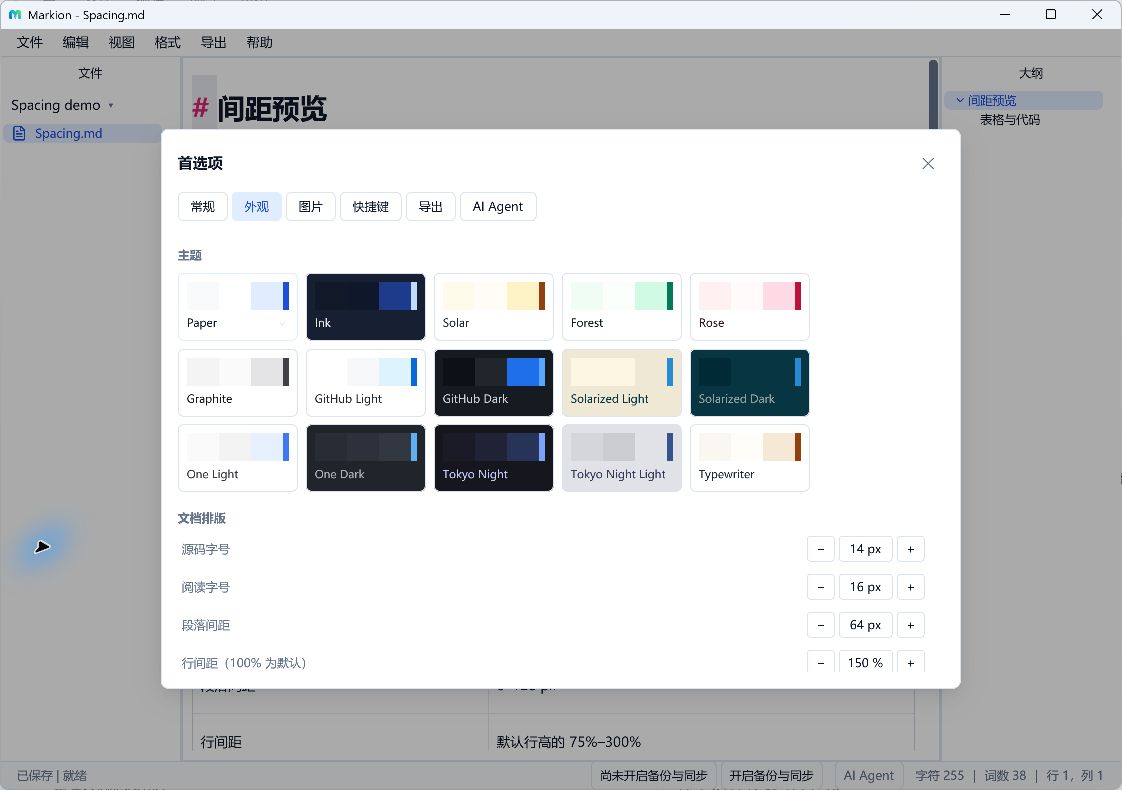 Markion - Spacing.md
文件 编辑 视图 格式 导出 帮助
文件
Spacing demo
Spacing.md
# 间距预览
大纲
间距预览
表格与代码
首选项
常规 外观 图片 快捷键 导出 AI Agent
主题
Paper Ink Solar Forest Rose
Graphite GitHub Light GitHub Dark Solarized Light Solarized Dark
One Light One Dark Tokyo Night Tokyo Night Light Typewriter
文档排版
源码字号 − 14 px +
阅读字号 − 16 px +
段落间距 − 64 px +
行间距（100% 为默认） − 150 % +
行间距 默认行高的 75%–300%
已保存 | 就绪 尚未开启备份与同步 开启备份与同步 AI Agent 字符 255 | 词数 38 | 行 1，列 1